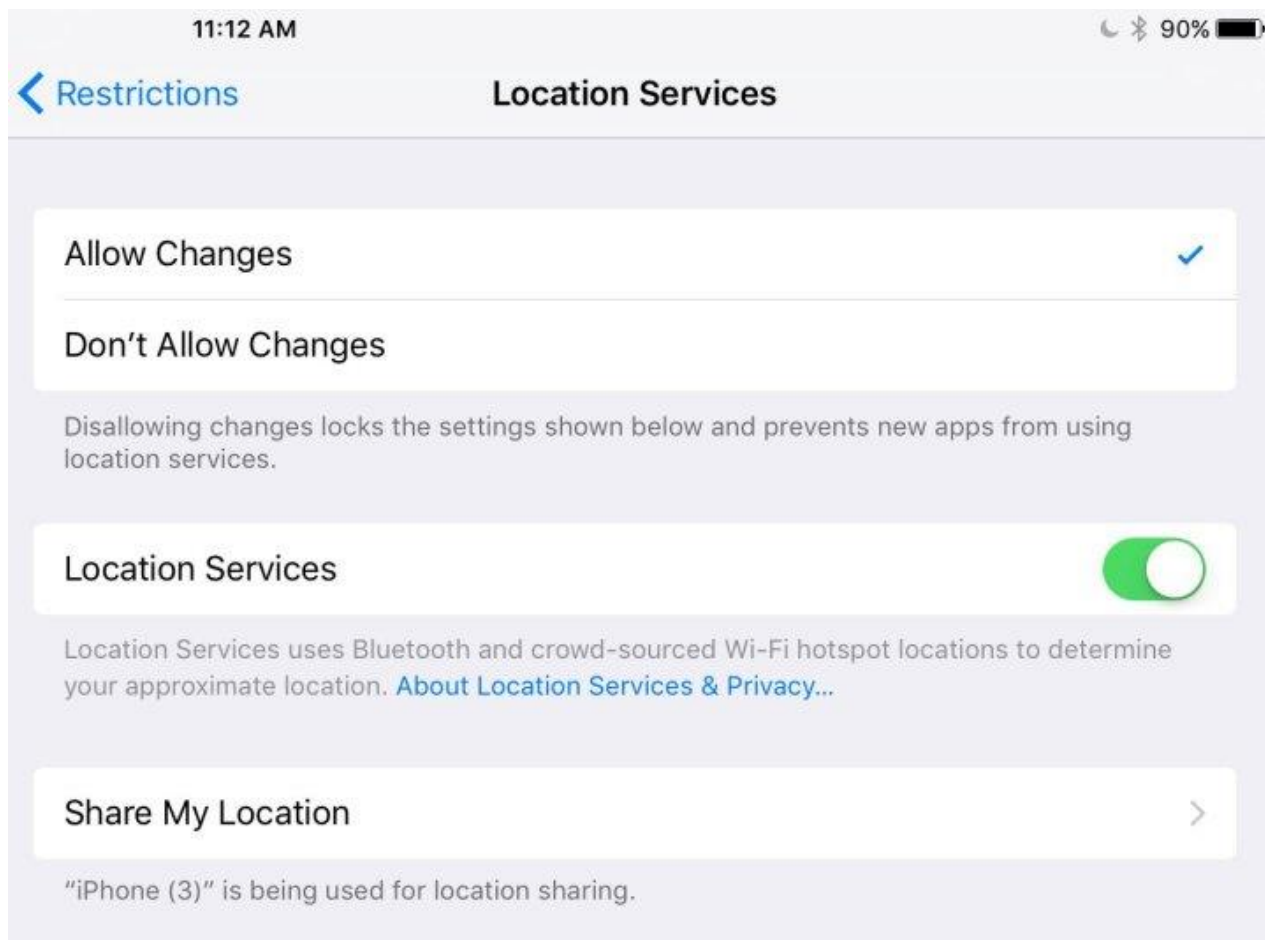 11:12 AM 90%
Restrictions Location Services
Allow Changes
Don’t Allow Changes
Disallowing changes locks the settings shown below and prevents new apps from using
location services.
Location Services
Location Services uses Bluetooth and crowd-sourced Wi-Fi hotspot locations to determine
your approximate location. About Location Services & Privacy...
Share My Location
“iPhone (3)” is being used for location sharing.